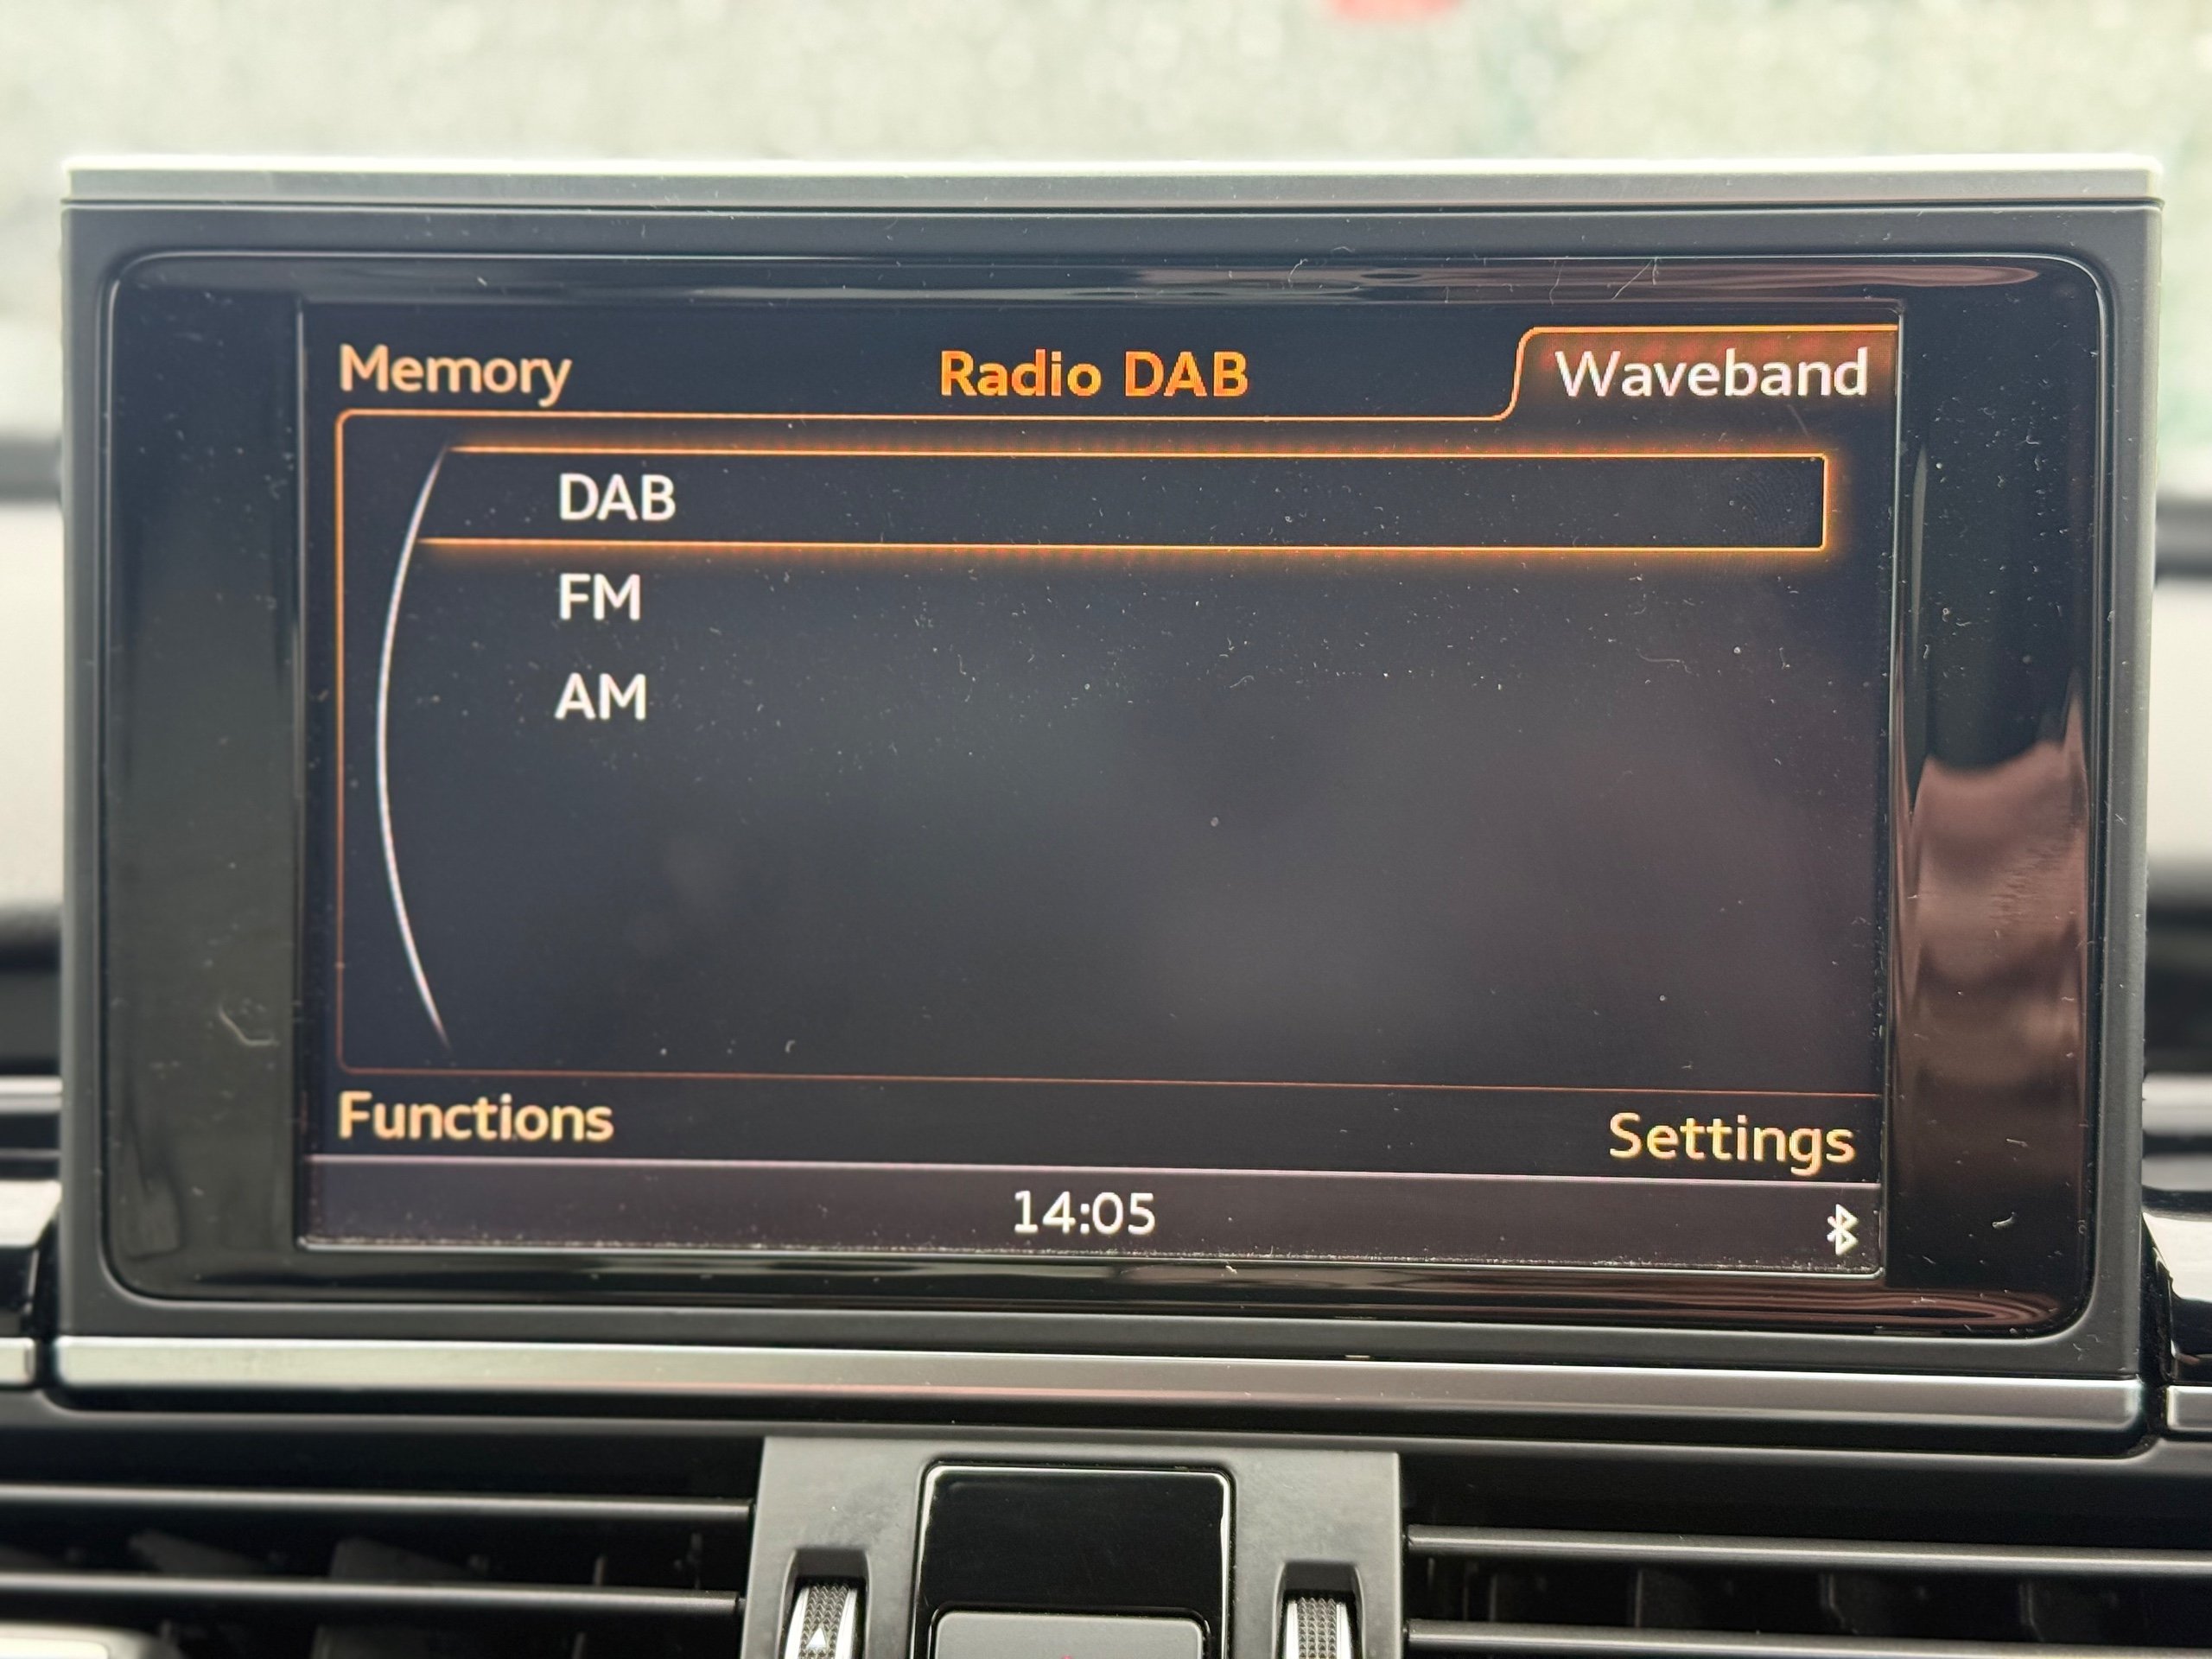 Memory
Radio DAB
Waveband
DAB
FM
AM
Functions
Settings
14:05